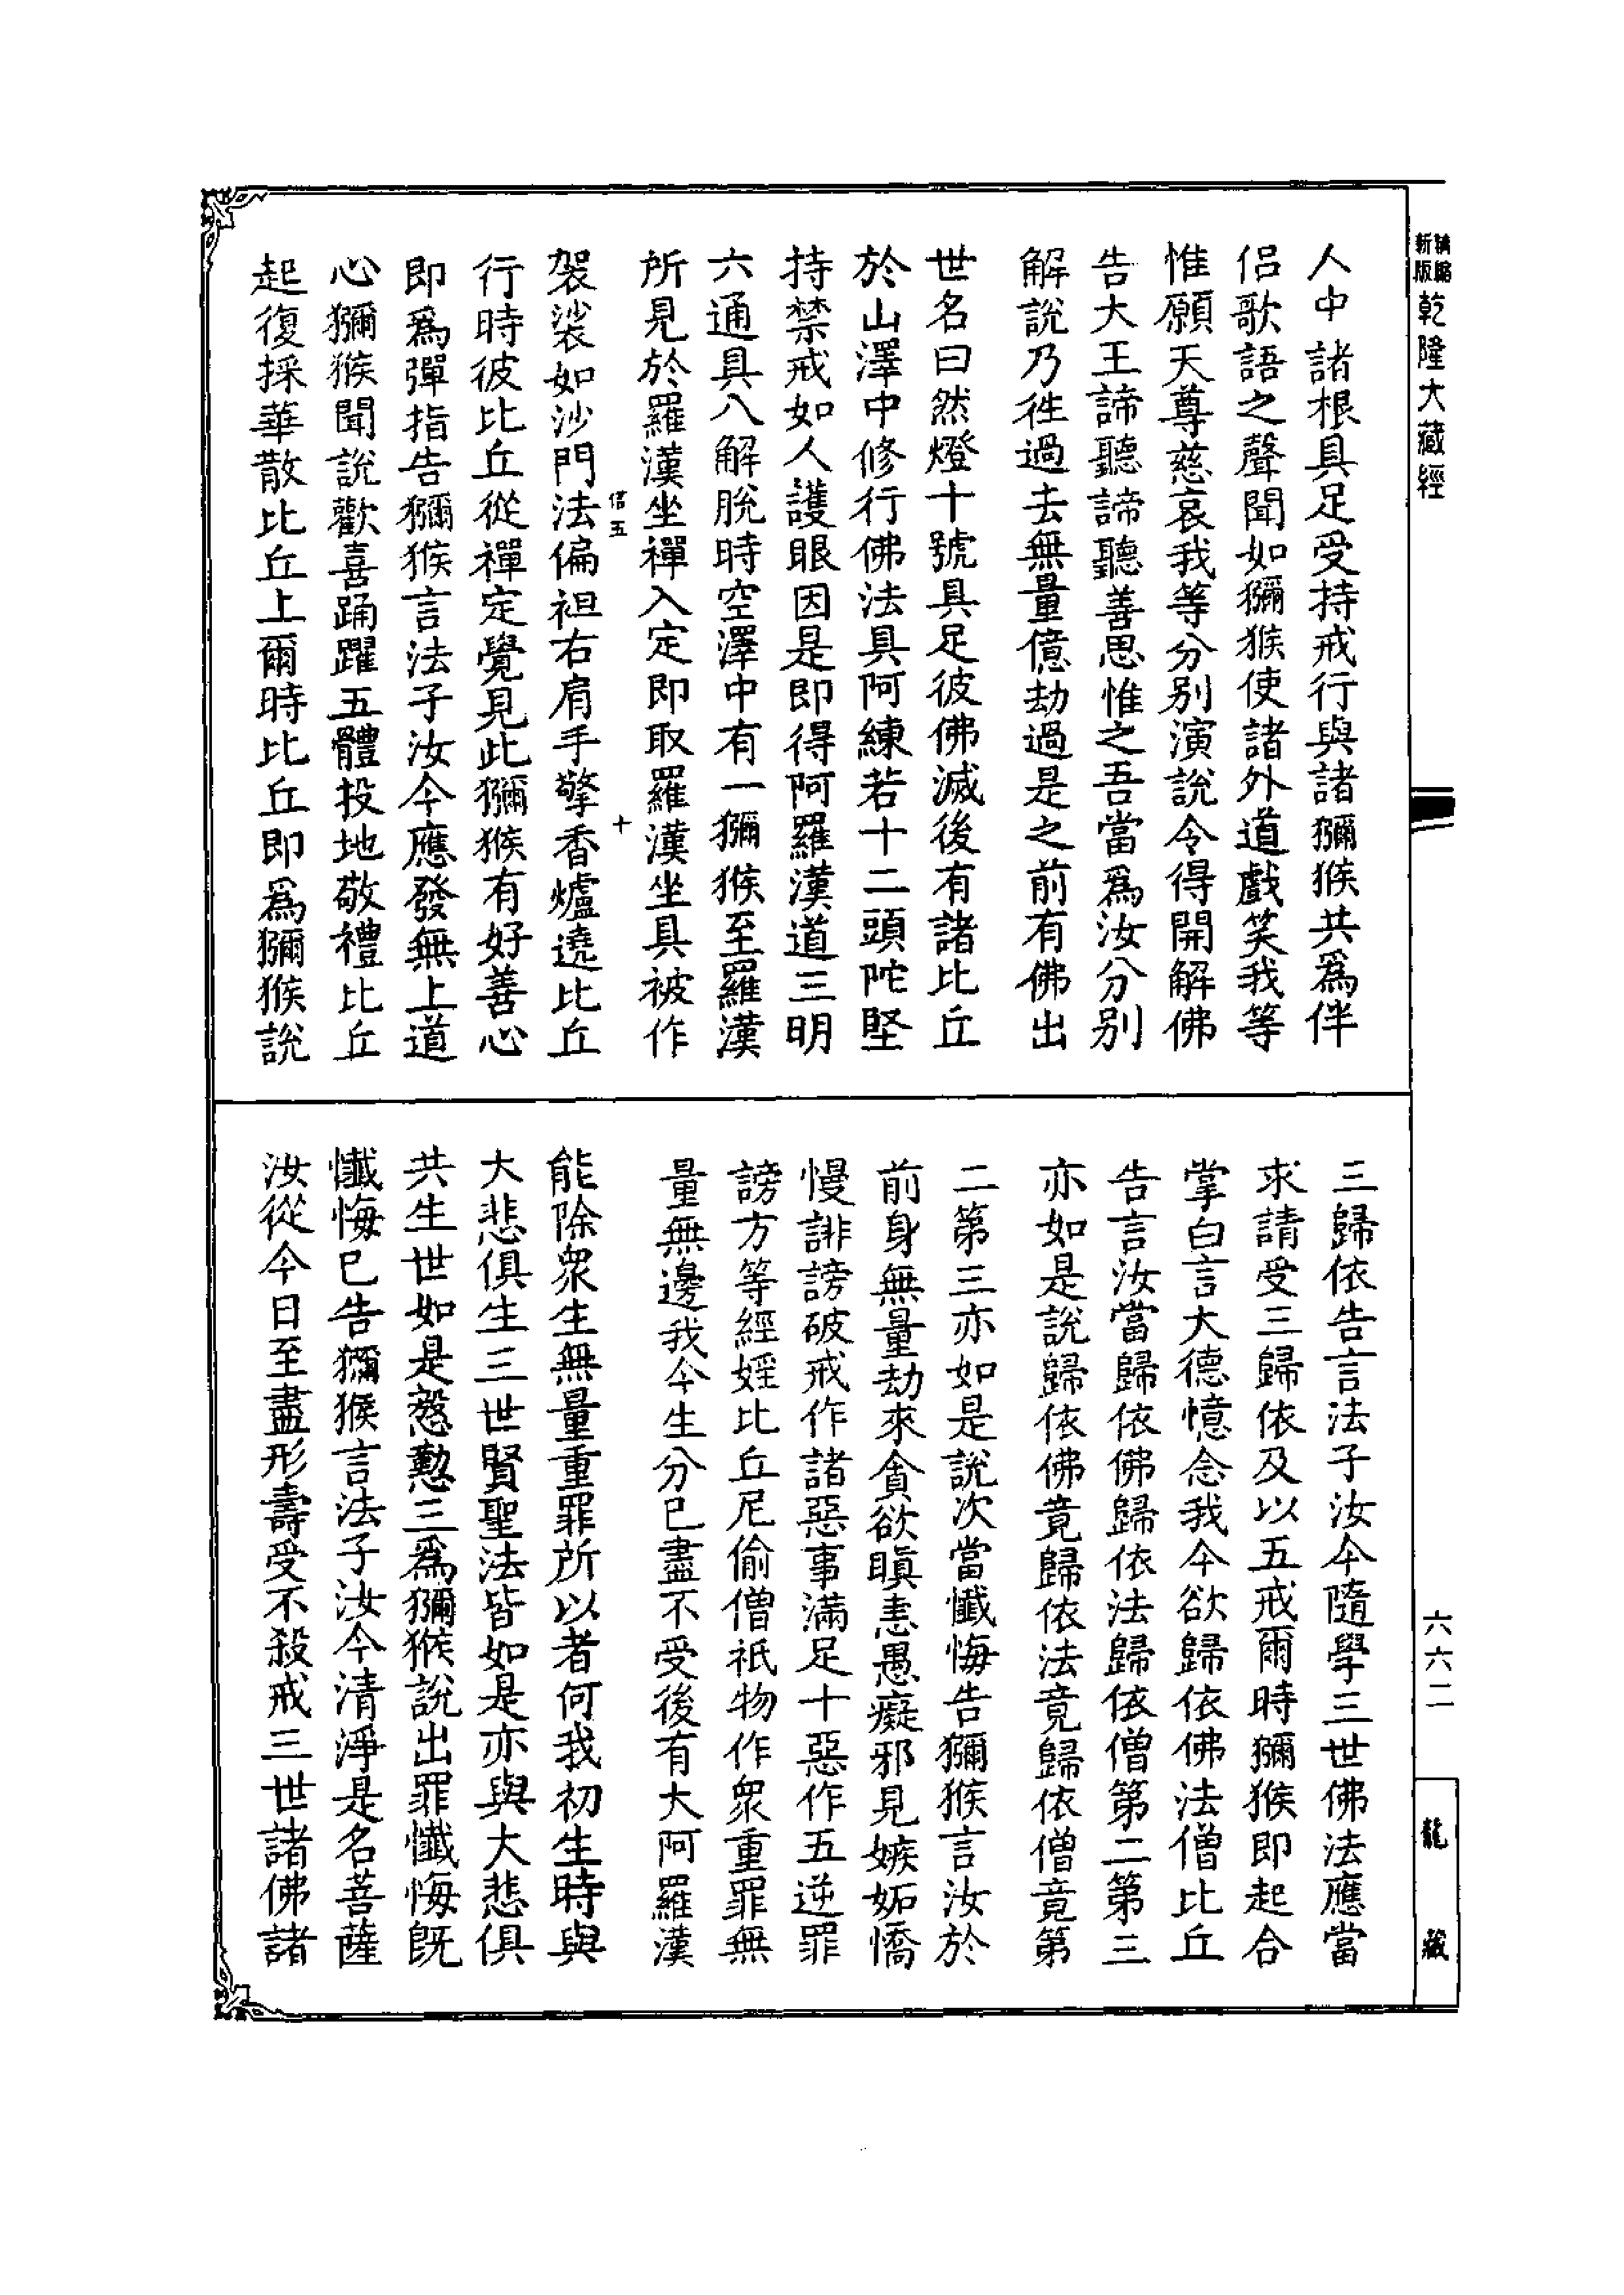 新版 精縮 乾隆大藏經
人中諸根具足受持戒行與諸獼猴共爲伴
侶歌語之聲聞如獼猴使諸外道戲笑我等
惟願天尊慈哀我等分別演說令得開解佛
告大王諦聽諦聽善思惟之吾當爲汝分別
解說乃徃過去無量億劫過是之前有佛出
世名曰然燈十號具足彼佛滅後有諸比丘
於山澤中修行佛法具阿練若十二頭陀堅
持禁戒如人護眼因是即得阿羅漢道三明
六通具八解脫時空澤中有一獼猴至羅漢
所見於羅漢坐禪入定即取羅漢坐具被作
信五 十
袈裟如沙門法偏袒右肩手擎香爐遶比丘
行時彼比丘從禪定覺見此獼猴有好善心
即爲彈指告獼猴言法子汝今應發無上道
心獼猴聞說歡喜踊躍五體投地敬禮比丘
起復採華散比丘上爾時比丘即爲獼猴說
三歸依告言法子汝今隨學三世佛法應當
求請受三歸依及以五戒爾時獼猴即起合
掌白言大德憶念我今欲歸依佛法僧比丘
告言汝當歸依佛歸依法歸依僧第二第三
亦如是說歸依佛竟歸依法竟歸依僧竟第
二第三亦如是說次當懺悔告獼猴言汝於
前身無量劫來貪欲瞋恚愚癡邪見嫉妬憍
慢誹謗破戒作諸惡事滿足十惡作五逆罪
謗方等經婬比丘尼偷僧祇物作眾重罪無
量無邊我今生分已盡不受後有大阿羅漢
能除眾生無量重罪所以者何我初生時與
大悲俱生三世賢聖法皆如是亦與大悲俱
共生世如是慇懃三爲獼猴說出罪懺悔既
懺悔已告獼猴言法子汝今清淨是名菩薩
汝從今日至盡形壽受不殺戒三世諸佛諸
六六二
龍藏